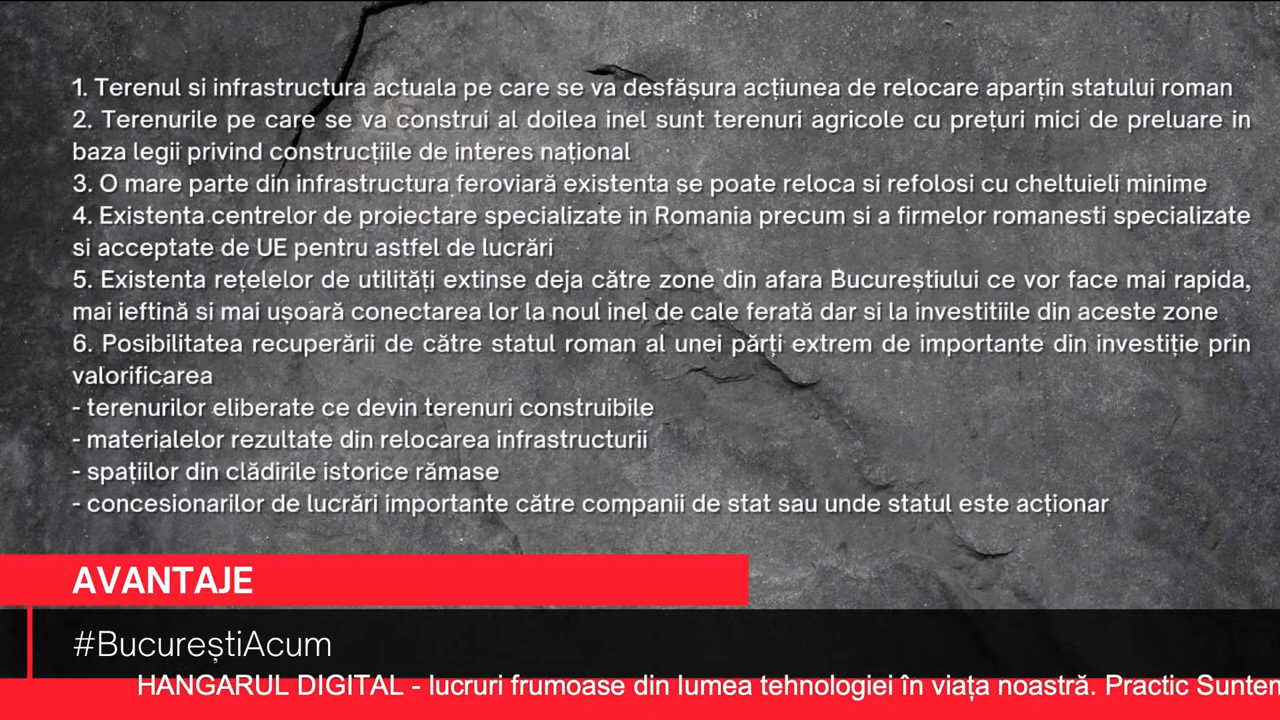 1. Terenul si infrastructura actuala pe care se va desfășura acțiunea de relocare aparțin statului roman
2. Terenurile pe care se va construi al doilea inel sunt terenuri agricole cu prețuri mici de preluare in
baza legii privind construcțiile de interes național
3. O mare parte din infrastructura feroviară existenta se poate reloca si refolosi cu cheltuieli minime
4. Existenta centrelor de proiectare specializate in Romania precum si a firmelor romanesti specializate
si acceptate de UE pentru astfel de lucrări
5. Existenta rețelelor de utilități extinse deja către zone din afara Bucureștiului ce vor face mai rapida,
mai ieftină si mai ușoară conectarea lor la noul inel de cale ferată dar si la investitiile din aceste zone
6. Posibilitatea recuperării de către statul roman al unei părți extrem de importante din investiție prin
valorificarea
- terenurilor eliberate ce devin terenuri construibile
- materialelor rezultate din relocarea infrastructurii
- spațiilor din clădirile istorice rămase
- concesionarilor de lucrări importante către companii de stat sau unde statul este acționar
AVANTAJE
#BucureștiAcum
HANGARUL DIGITAL - lucruri frumoase din lumea tehnologiei în viața noastră. Practic Sunten